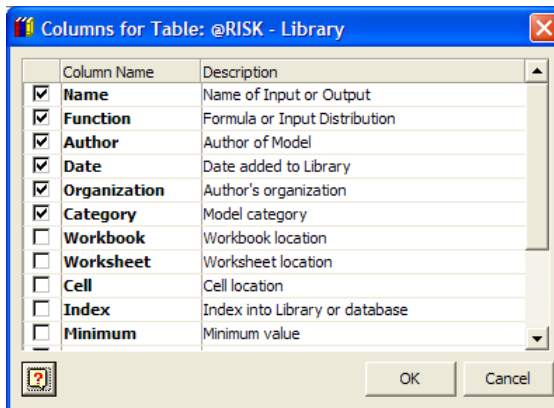 Columns for Table: @RISK - Library
Column Name Description
Name Name of Input or Output
Function Formula or Input Distribution
Author Author of Model
Date Date added to Library
Organization Author's organization
Category Model category
Workbook Workbook location
Worksheet Worksheet location
Cell Cell location
Index Index into Library or database
Minimum Minimum value
OK Cancel